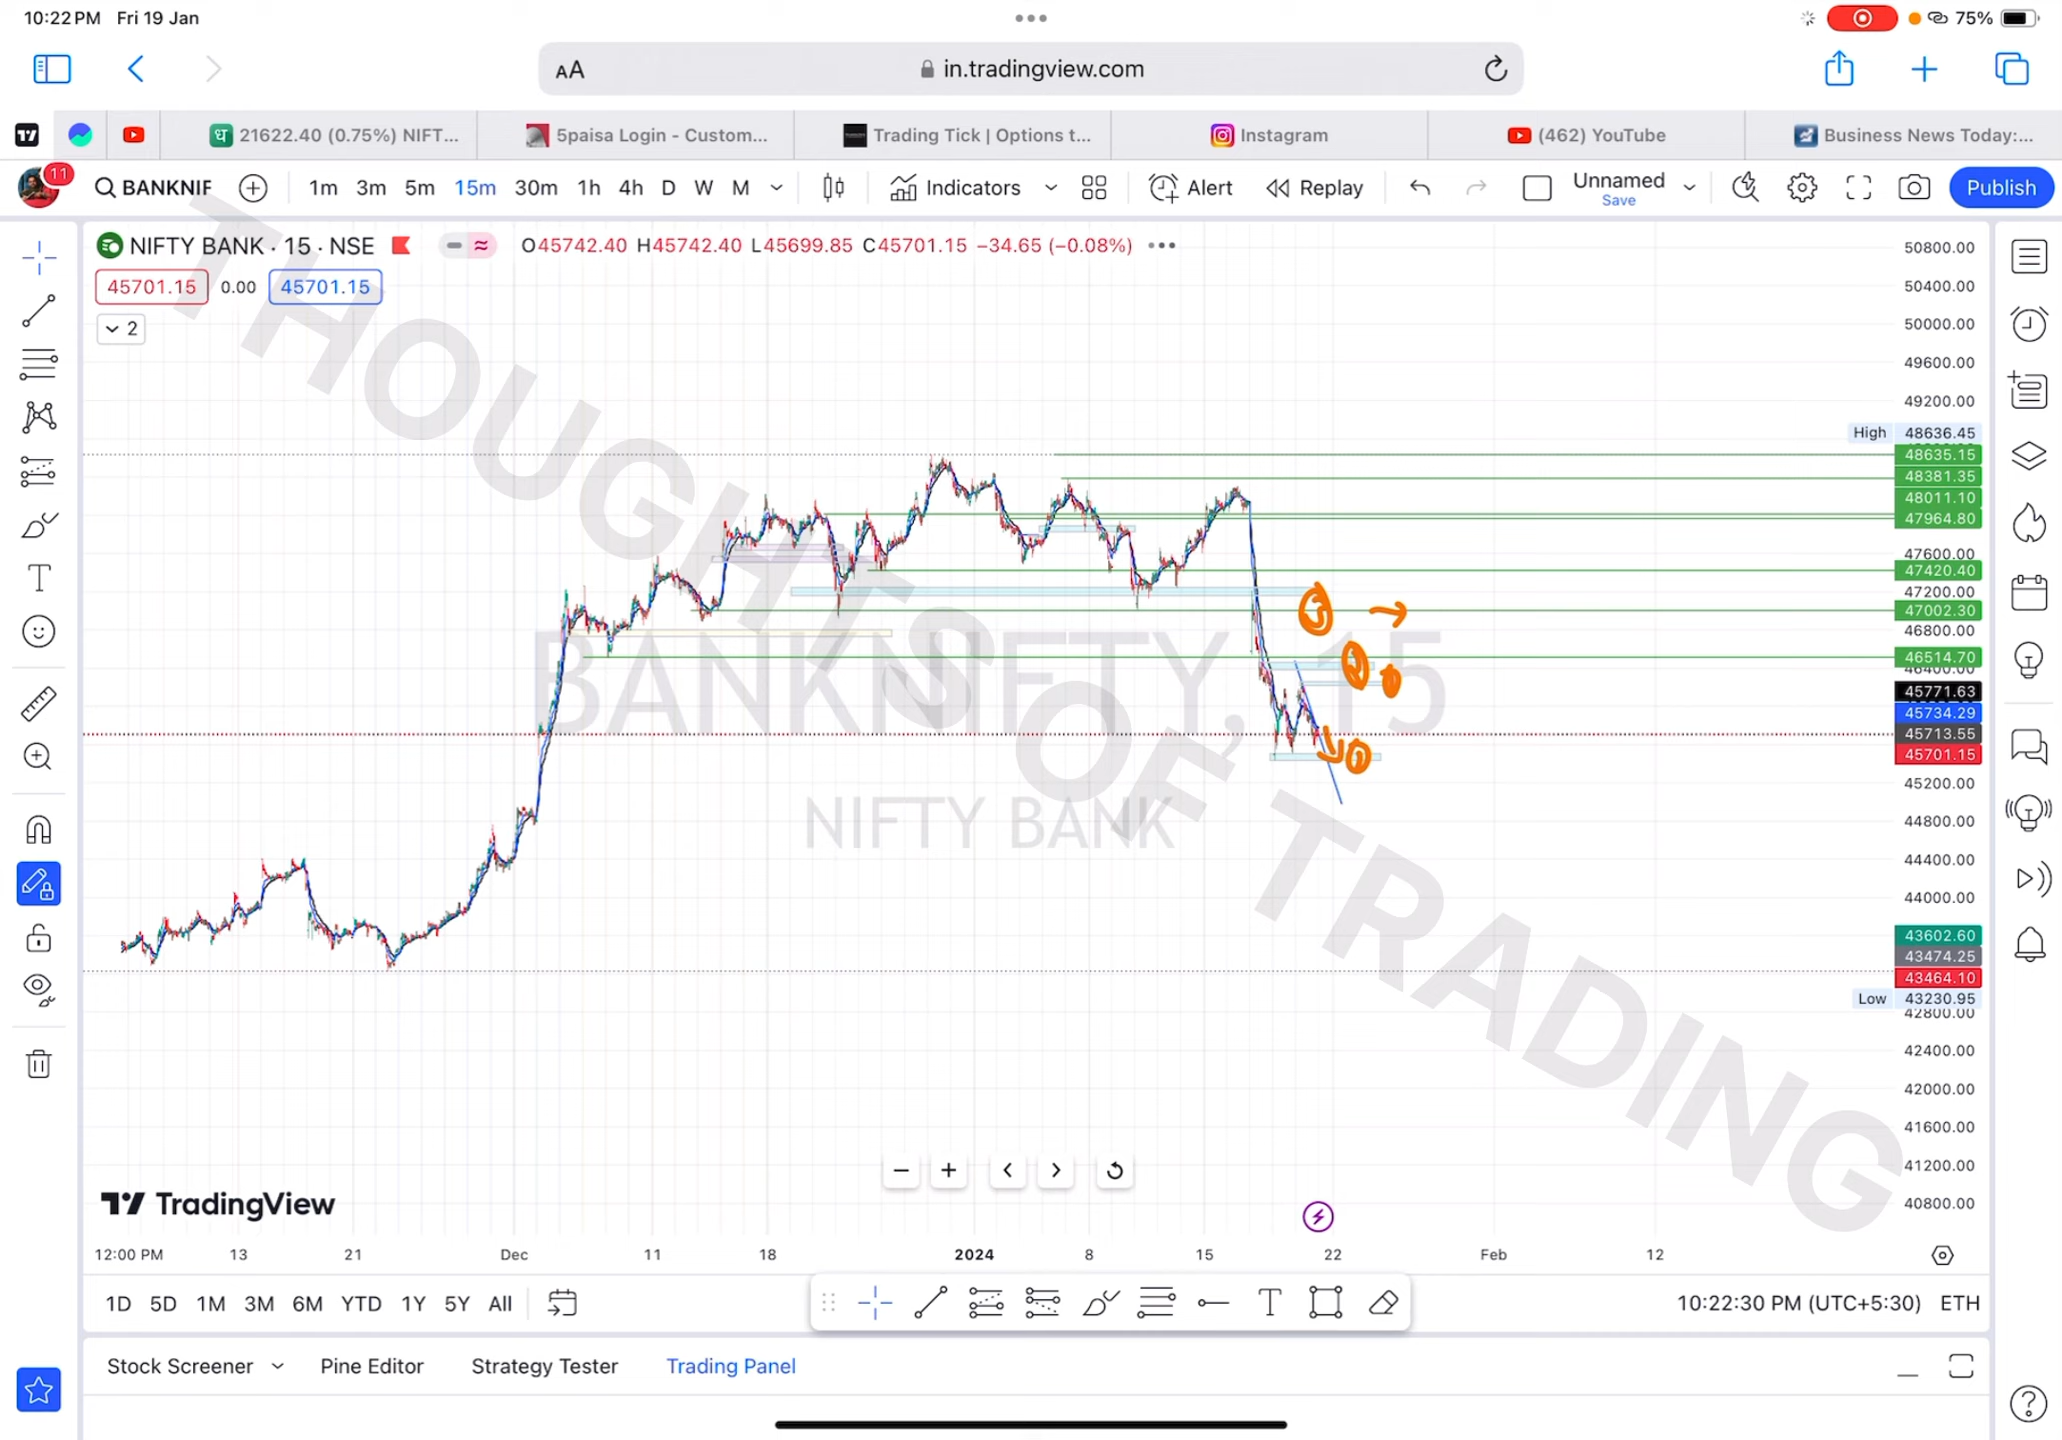 10:22 PM Fri 19 Jan
75%
AA in.tradingview.com
21622.40 (0.75%) NIFT...
5paisa Login - Custom...
Trading Tick | Options t...
Instagram
(462) YouTube
Business News Today:...
11
BANKNIF 1m 3m 5m 15m 30m 1h 4h D W M Indicators Alert Replay Unnamed
Save
Publish
NIFTY BANK · 15 · NSE O45742.40 H45742.40 L45699.85 C45701.15 −34.65 (−0.08%)
45701.15 0.00 45701.15
2
THOUGHTS OF TRADING
BANKNIFTY, 15
NIFTY BANK
50800.00
50400.00
50000.00
49600.00
49200.00
High 48636.45
48635.15
48381.35
48011.10
47964.80
47600.00
47420.40
47200.00
47002.30
46800.00
46514.70
46400.00
45771.63
45734.29
45713.55
45701.15
45200.00
44800.00
44400.00
44000.00
43602.60
43474.25
43464.10
Low 43230.95
42800.00
42400.00
42000.00
41600.00
41200.00
40800.00
TradingView
12:00 PM 13 21 Dec 11 18 2024 8 15 22 Feb 12
1D 5D 1M 3M 6M YTD 1Y 5Y All
10:22:30 PM (UTC+5:30) ETH
Stock Screener Pine Editor Strategy Tester Trading Panel